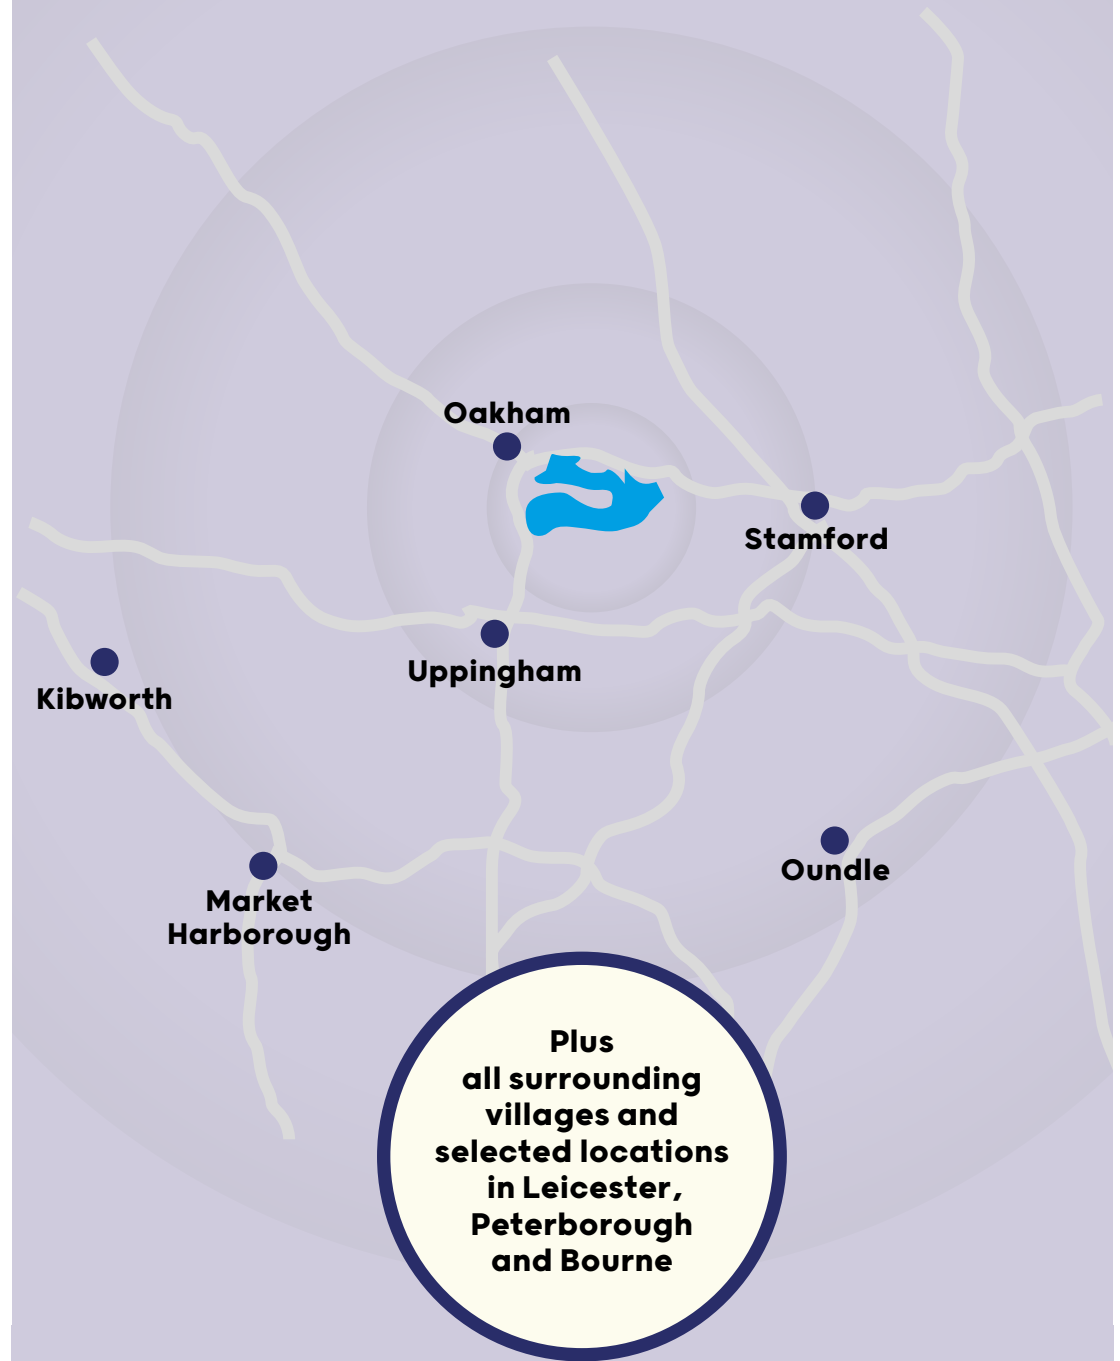 Oakham
Stamford
Uppingham
Kibworth
Oundle
Market
Harborough
Plus
all surrounding
villages and
selected locations
in Leicester,
Peterborough
and Bourne